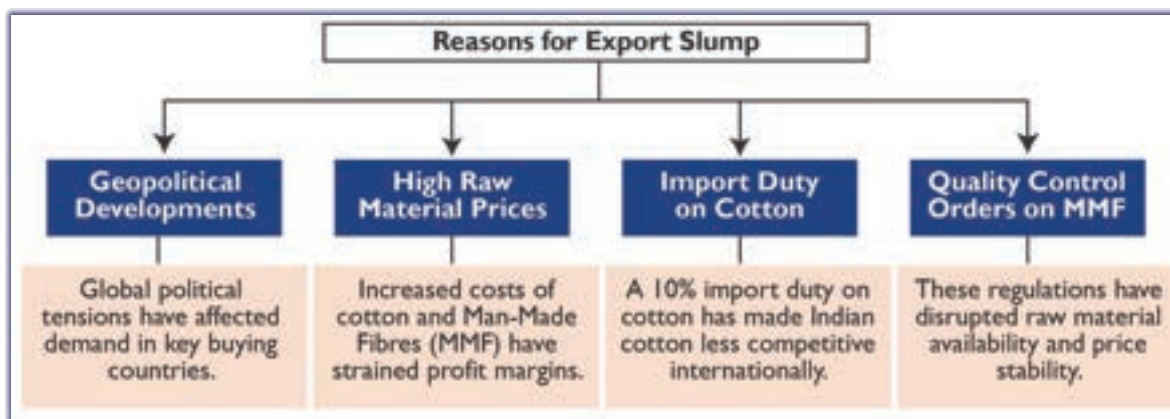 Reasons for Export Slump
Geopolitical
Developments
Global political
tensions have affected
demand in key buying
countries.
High Raw
Material Prices
Increased costs of
cotton and Man-Made
Fibres (MMF) have
strained profit margins.
Import Duty
on Cotton
A 10% import duty on
cotton has made Indian
cotton less competitive
internationally.
Quality Control
Orders on MMF
These regulations have
disrupted raw material
availability and price
stability.